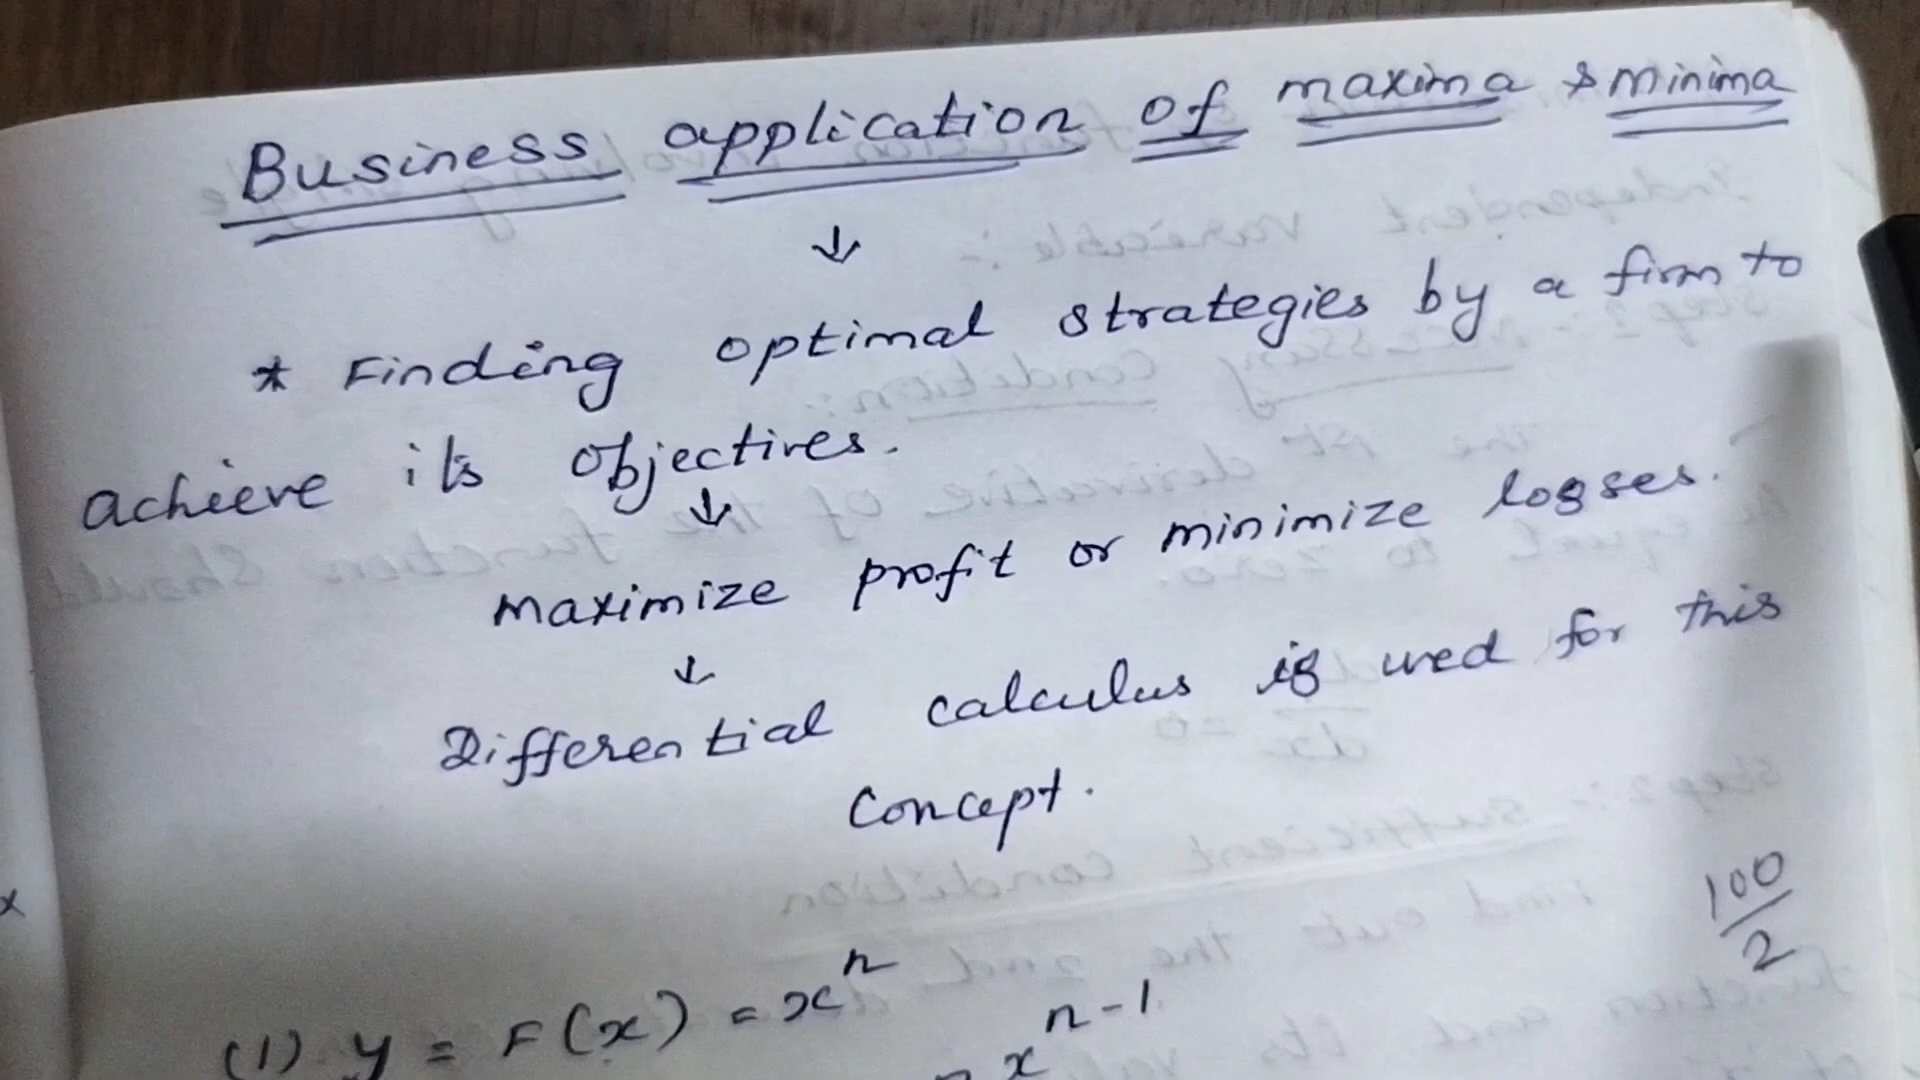 Business application of maxima & minima
↓
* Finding optimal strategies by a firm to
achieve its objectives.
↓
maximize profit or minimize losses.
↓
Differential calculus is used for this
concept.
100/2
(1) y = F(x) = x^n
x^n-1
x